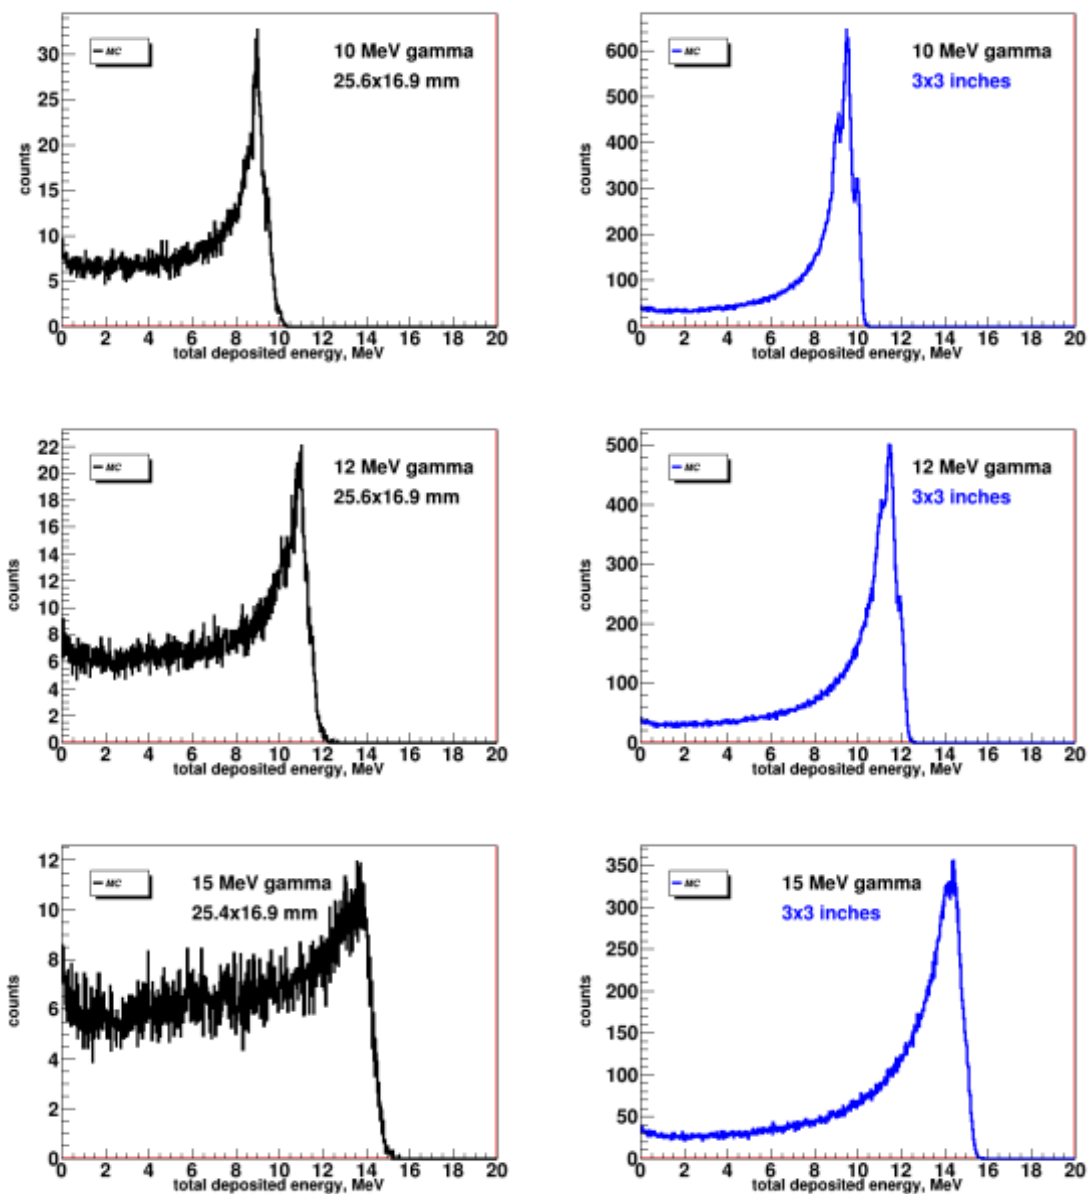 MC
10 MeV gamma
25.6x16.9 mm
counts
30
25
20
15
10
5
0
0 2 4 6 8 10 12 14 16 18 20
total deposited energy, MeV
MC
10 MeV gamma
3x3 inches
counts
600
500
400
300
200
100
0
0 2 4 6 8 10 12 14 16 18 20
total deposited energy, MeV
MC
12 MeV gamma
25.6x16.9 mm
counts
22
20
18
16
14
12
10
8
6
4
2
0
0 2 4 6 8 10 12 14 16 18 20
total deposited energy, MeV
MC
12 MeV gamma
3x3 inches
counts
500
400
300
200
100
0
0 2 4 6 8 10 12 14 16 18 20
total deposited energy, MeV
MC
15 MeV gamma
25.4x16.9 mm
counts
12
10
8
6
4
2
0
0 2 4 6 8 10 12 14 16 18 20
total deposited energy, MeV
MC
15 MeV gamma
3x3 inches
counts
350
300
250
200
150
100
50
0
0 2 4 6 8 10 12 14 16 18 20
total deposited energy, MeV